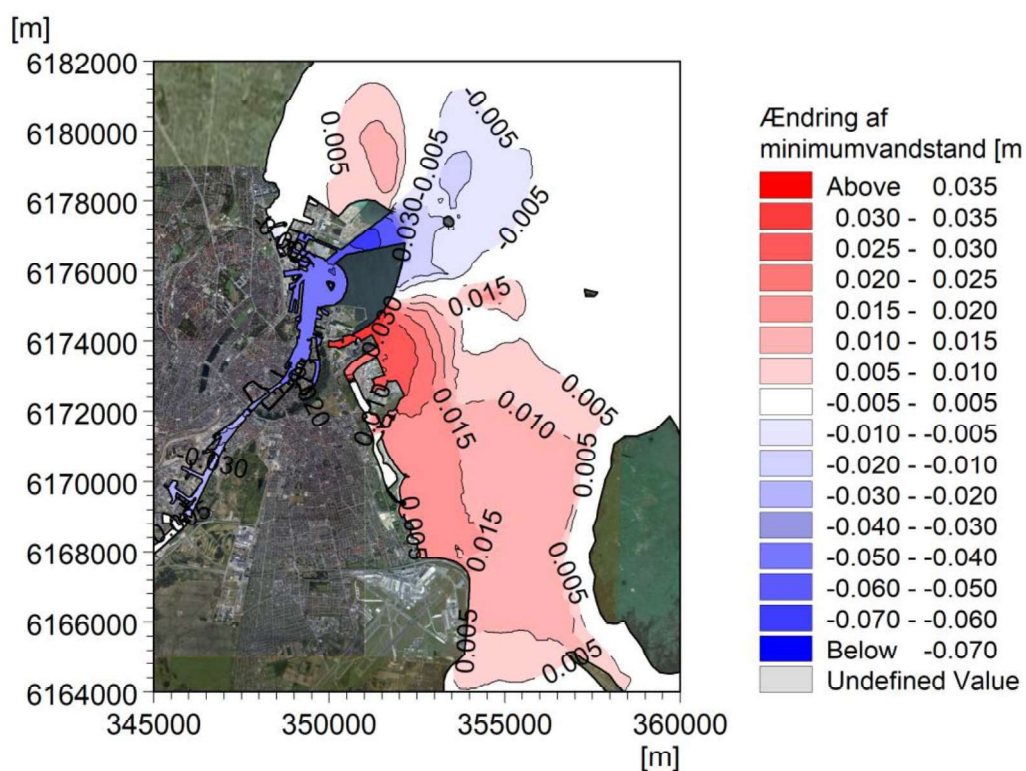 [m]
6182000
6180000
6178000
6176000
6174000
6172000
6170000
6168000
6166000
6164000
345000 350000 355000 360000
[m]
0.005
-0.005
-0.005
-0.005
0.030
0.015
0.030
0.015
0.010
0.005
0.005
-0.030
0.005
0.015
0.005
0.005
0.005
Ændring af
minimumvandstand [m
Above 0.035
0.030 - 0.035
0.025 - 0.030
0.020 - 0.025
0.015 - 0.020
0.010 - 0.015
0.005 - 0.010
-0.005 - 0.005
-0.010 - -0.005
-0.020 - -0.010
-0.030 - -0.020
-0.040 - -0.030
-0.050 - -0.040
-0.060 - -0.050
-0.070 - -0.060
Below -0.070
Undefined Value